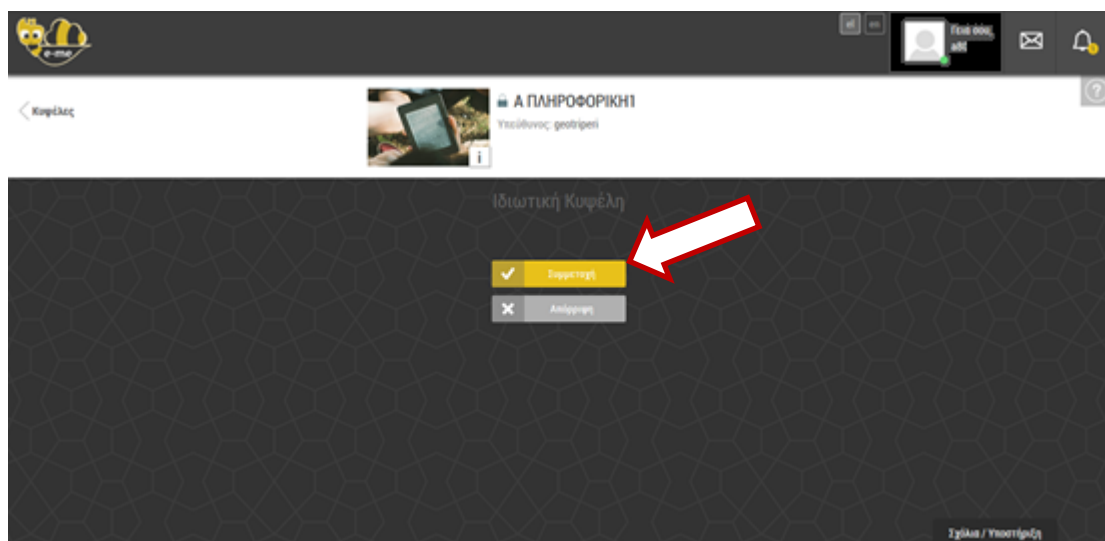 e-me
el en
Γειά σου,
Κυψέλες
Α ΠΛΗΡΟΦΟΡΙΚΗ1
Υπεύθυνος: geotriperi
i
?
Ιδιωτική Κυψέλη
Συμμετοχή
Απόρριψη
Σχόλια / Υποστήριξη